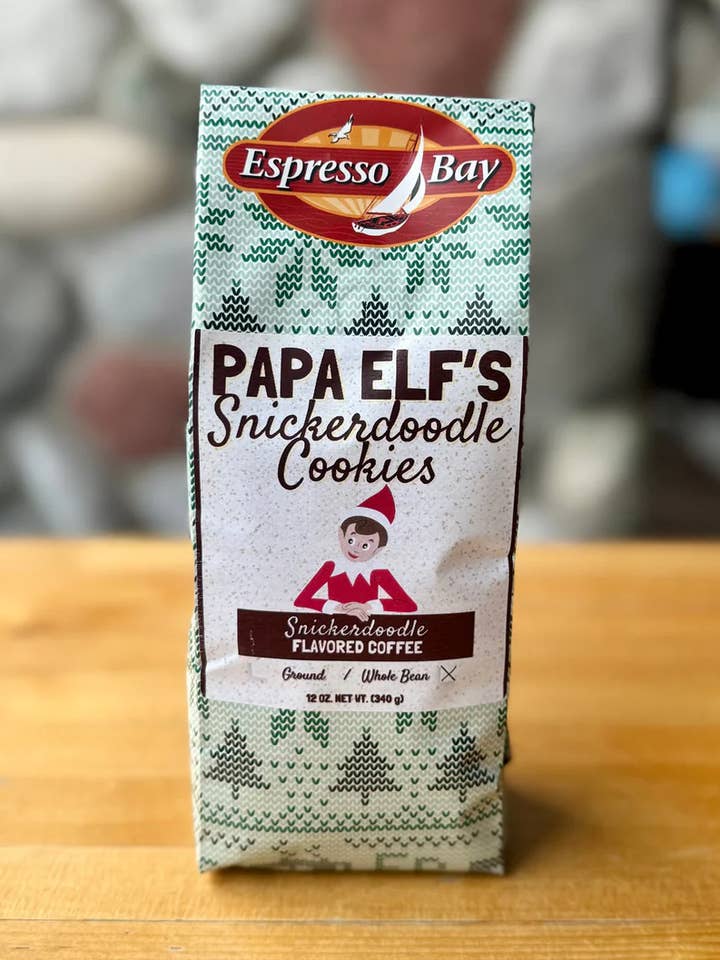 Espresso Bay
PAPA ELF'S
Snickerdoodle
Cookies
Snickerdoodle
FLAVORED COFFEE
Ground / Whole Bean X
12 OZ. NET WT. (340 g)